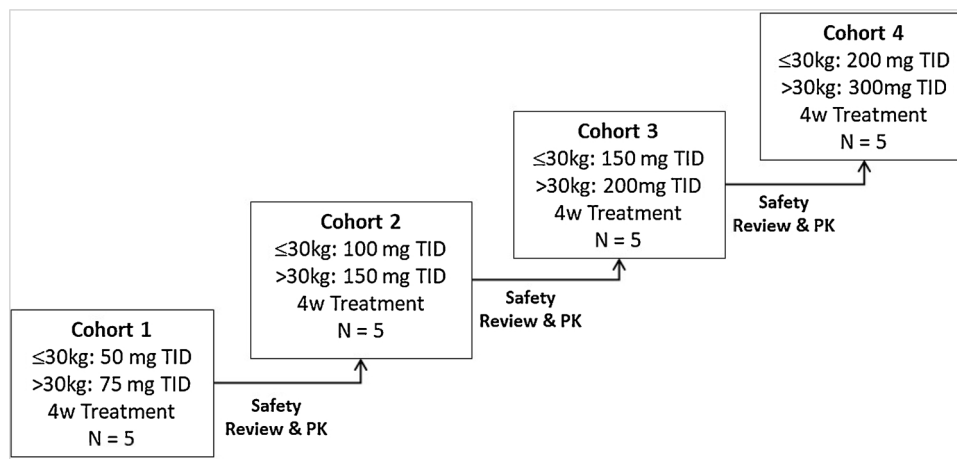 Cohort 1
≤30kg: 50 mg TID
>30kg: 75 mg TID
4w Treatment
N = 5
Safety
Review & PK
Cohort 2
≤30kg: 100 mg TID
>30kg: 150 mg TID
4w Treatment
N = 5
Safety
Review & PK
Cohort 3
≤30kg: 150 mg TID
>30kg: 200mg TID
4w Treatment
N = 5
Safety
Review & PK
Cohort 4
≤30kg: 200 mg TID
>30kg: 300mg TID
4w Treatment
N = 5